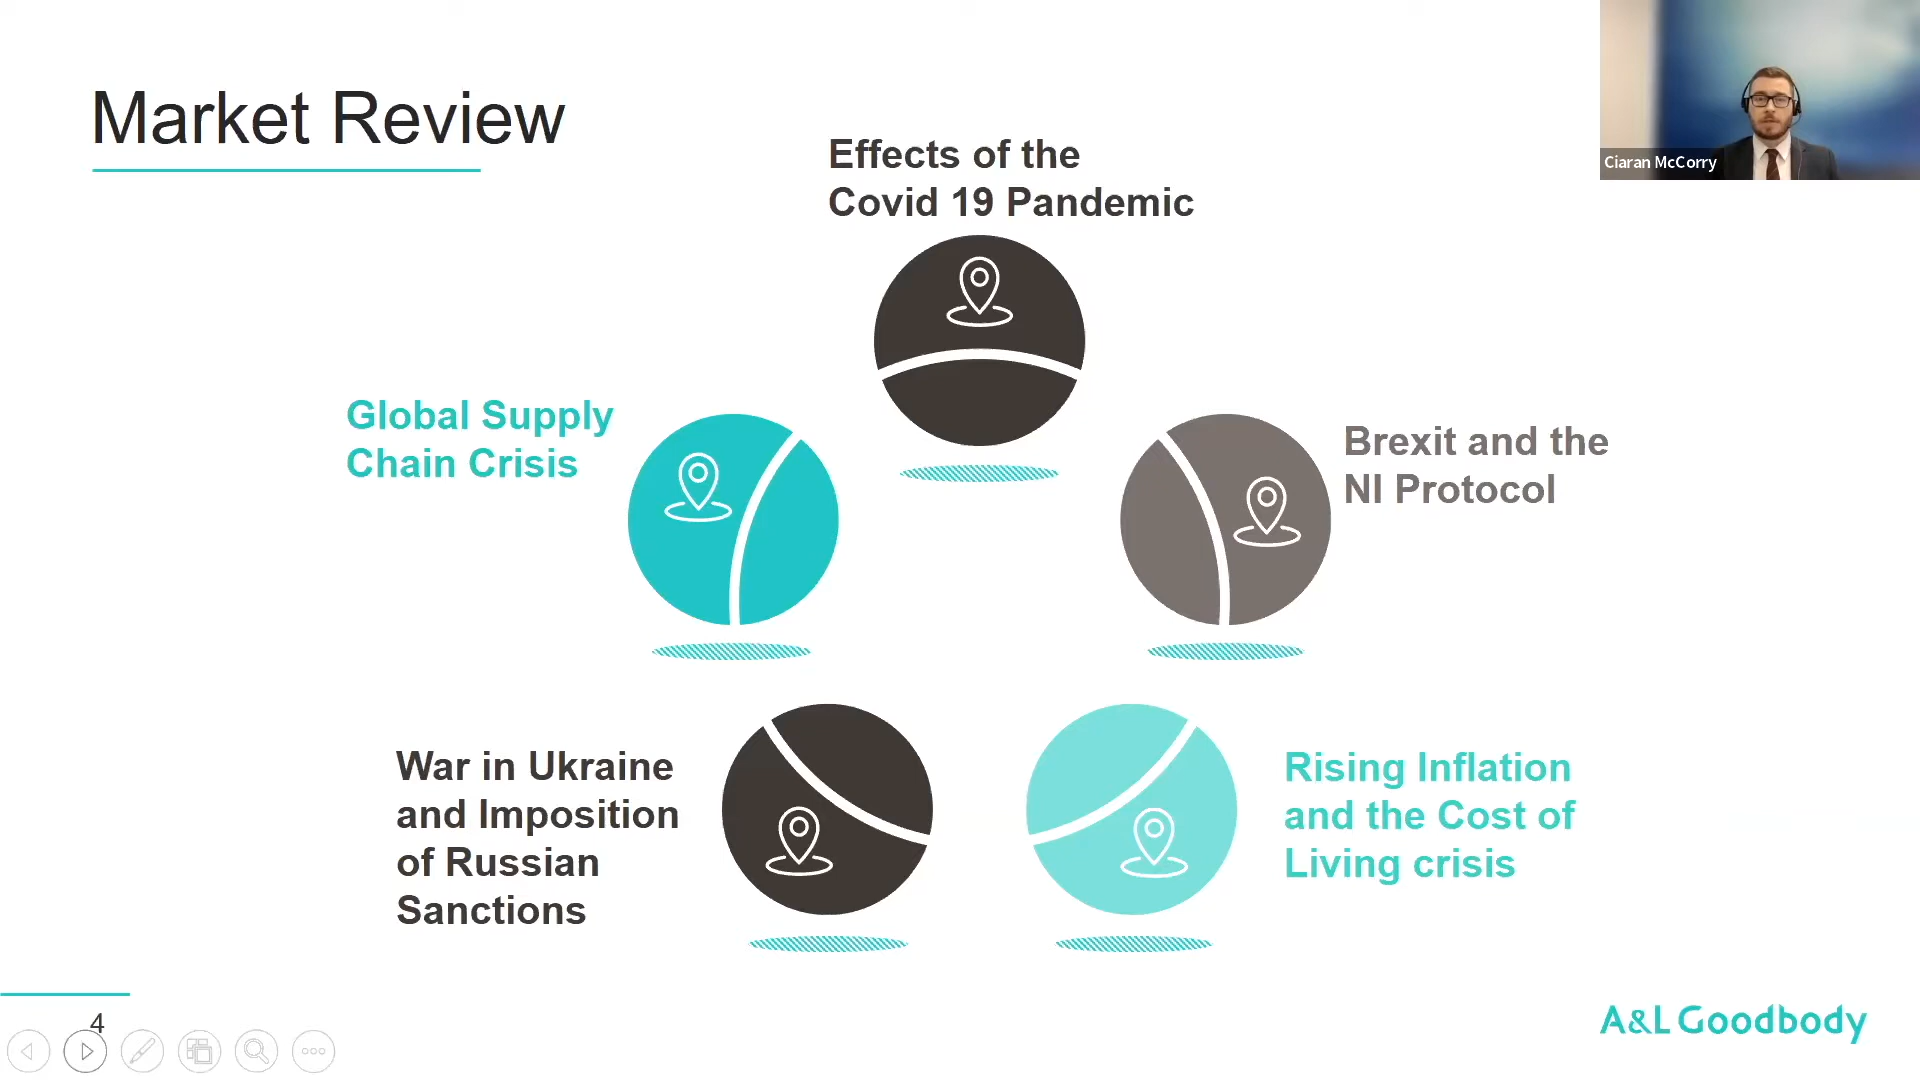 Market Review
Ciaran McCorry
Effects of the
Covid 19 Pandemic
Global Supply
Chain Crisis
Brexit and the
NI Protocol
War in Ukraine
and Imposition
of Russian
Sanctions
Rising Inflation
and the Cost of
Living crisis
4
A&L Goodbody